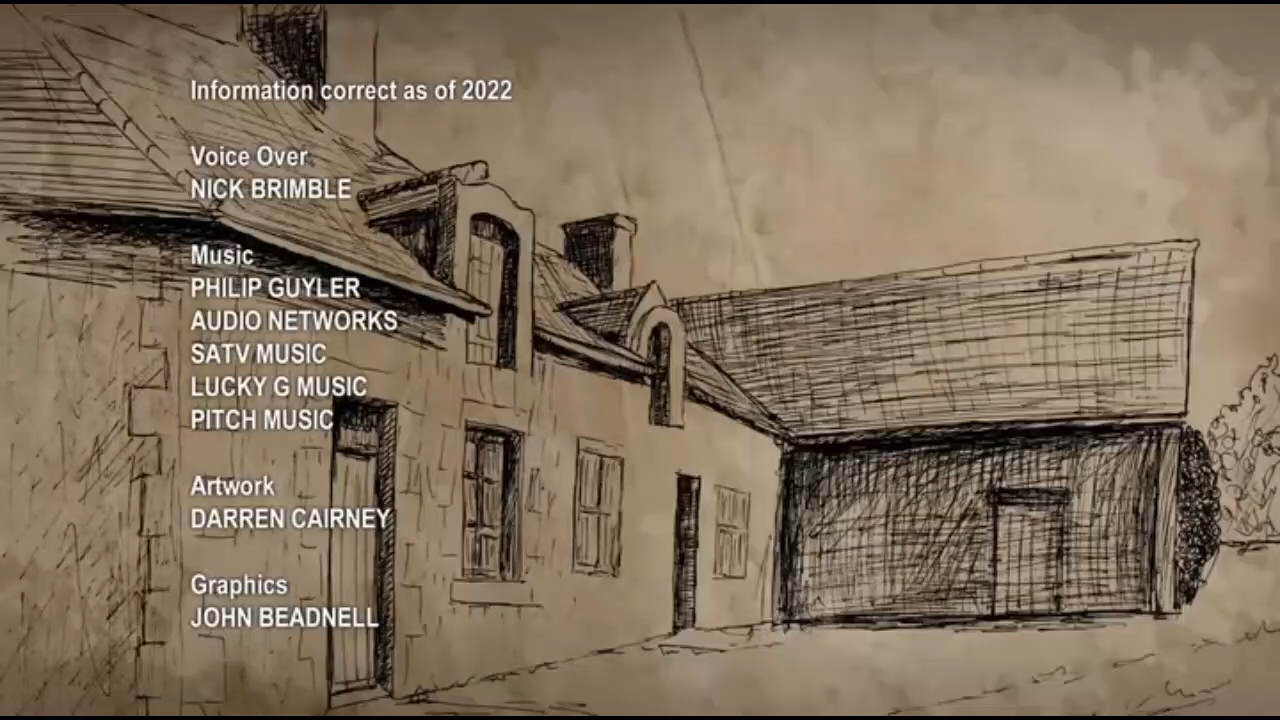 Information correct as of 2022
Voice Over
NICK BRIMBLE
Music
PHILIP GUYLER
AUDIO NETWORKS
SATV MUSIC
LUCKY G MUSIC
PITCH MUSIC
Artwork
DARREN CAIRNEY
Graphics
JOHN BEADNELL